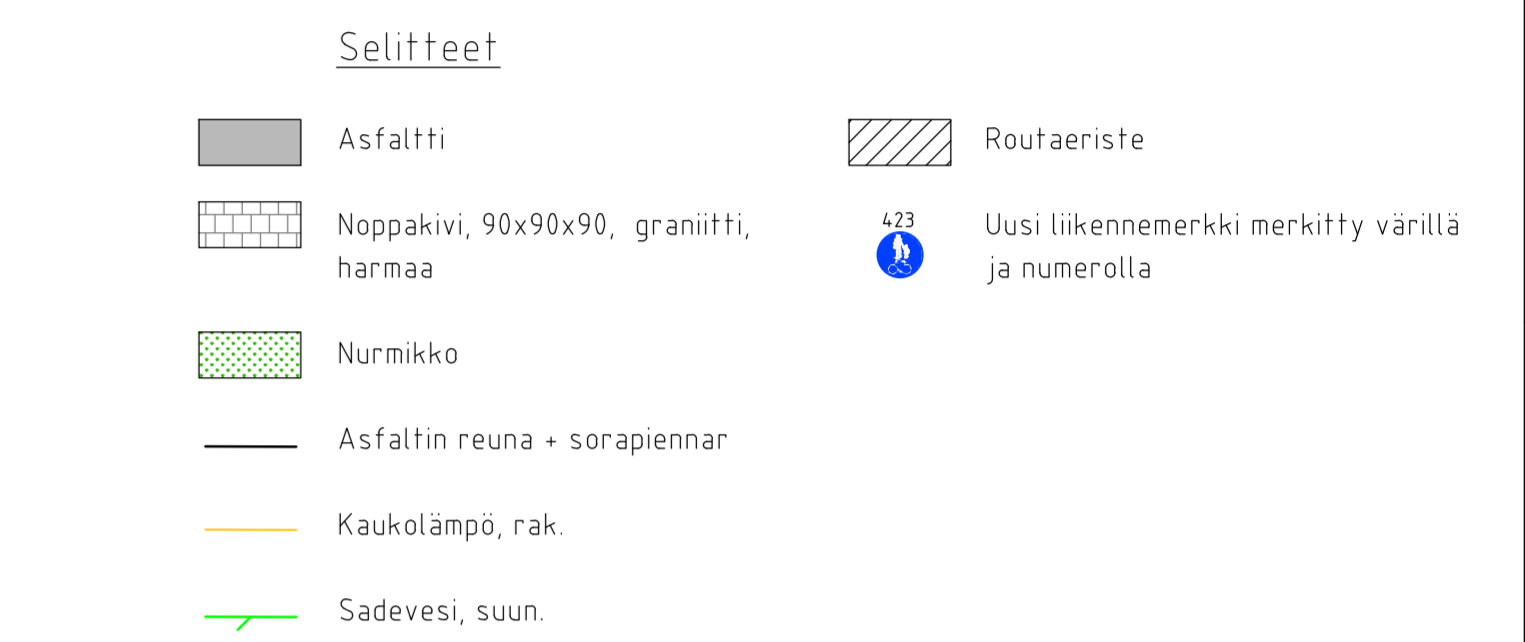 Selitteet
Asfaltti
Noppakivi, 90x90x90, graniitti,
harmaa
Nurmikko
Asfaltin reuna + sorapiennar
Kaukolämpö, rak.
Sadevesi, suun.
Routaeriste
423
Uusi liikennemerkki merkitty värillä
ja numerolla